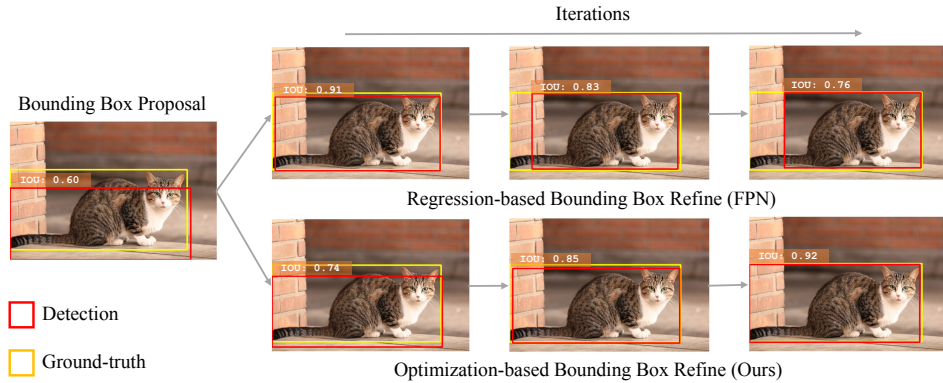 Iterations
IOU: 0.91
IOU: 0.83
IOU: 0.76
Bounding Box Proposal
IOU: 0.60
Regression-based Bounding Box Refine (FPN)
IOU: 0.74
IOU: 0.85
IOU: 0.92
Detection
Ground-truth
Optimization-based Bounding Box Refine (Ours)